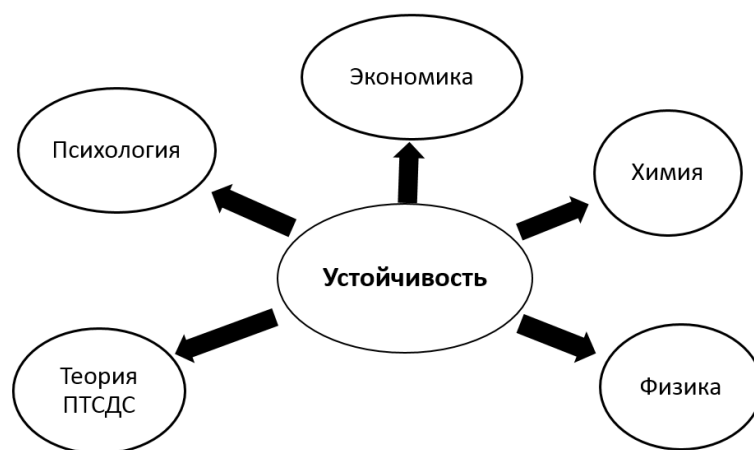 Экономика
Психология
Химия
Устойчивость
Теория
ПТСДС
Физика